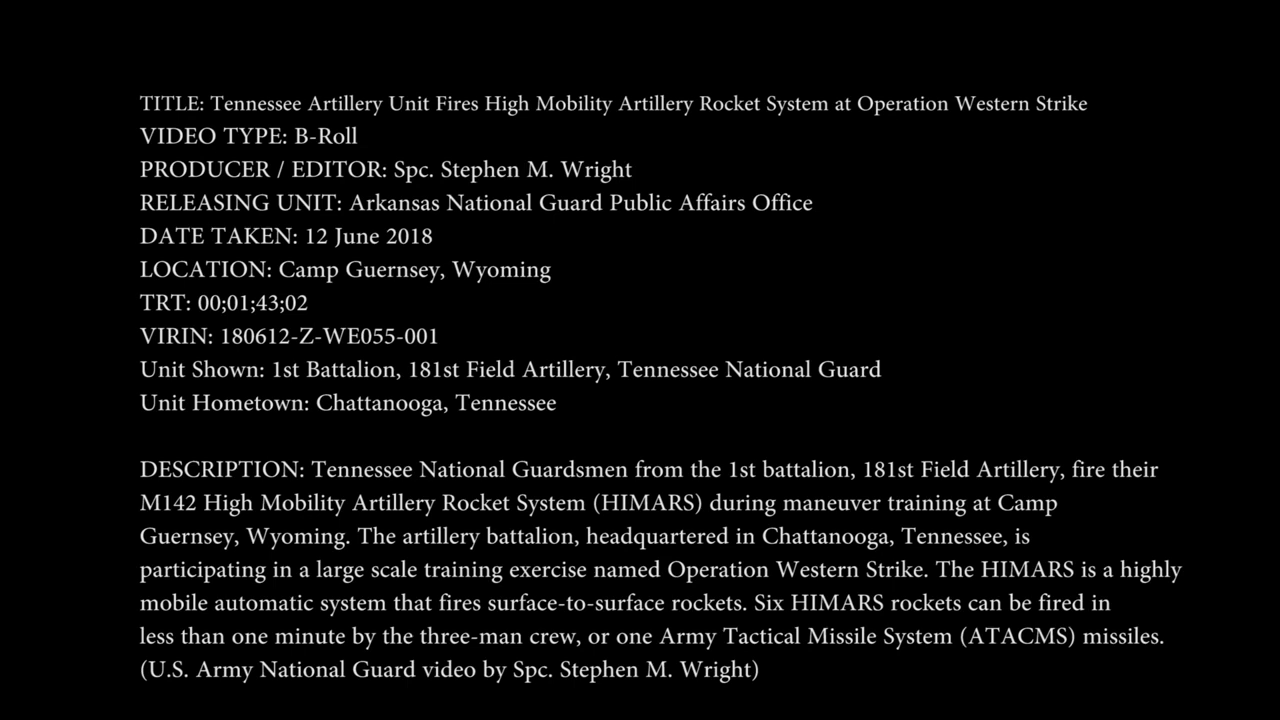 TITLE: Tennessee Artillery Unit Fires High Mobility Artillery Rocket System at Operation Western Strike
VIDEO TYPE: B-Roll
PRODUCER / EDITOR: Spc. Stephen M. Wright
RELEASING UNIT: Arkansas National Guard Public Affairs Office
DATE TAKEN: 12 June 2018
LOCATION: Camp Guernsey, Wyoming
TRT: 00;01;43;02
VIRIN: 180612-Z-WE055-001
Unit Shown: 1st Battalion, 181st Field Artillery, Tennessee National Guard
Unit Hometown: Chattanooga, Tennessee
DESCRIPTION: Tennessee National Guardsmen from the 1st battalion, 181st Field Artillery, fire their
M142 High Mobility Artillery Rocket System (HIMARS) during maneuver training at Camp
Guernsey, Wyoming. The artillery battalion, headquartered in Chattanooga, Tennessee, is
participating in a large scale training exercise named Operation Western Strike. The HIMARS is a highly
mobile automatic system that fires surface-to-surface rockets. Six HIMARS rockets can be fired in
less than one minute by the three-man crew, or one Army Tactical Missile System (ATACMS) missiles.
(U.S. Army National Guard video by Spc. Stephen M. Wright)